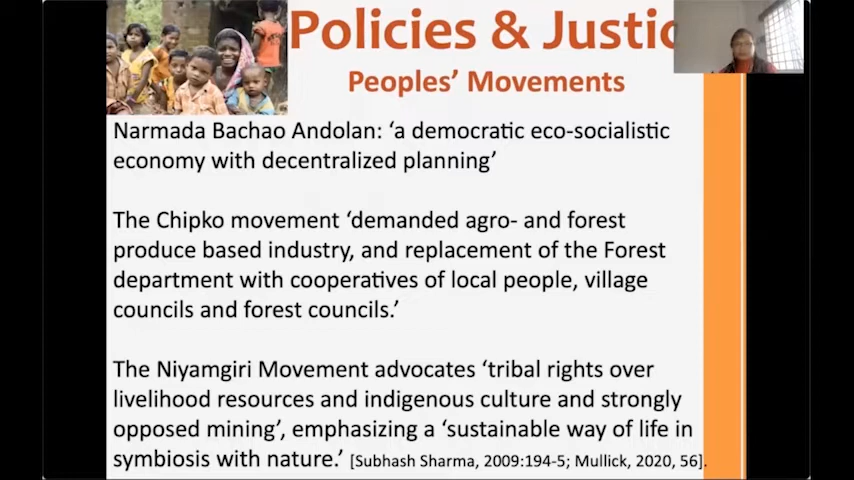 Policies & Justic
Peoples’ Movements
Narmada Bachao Andolan: ‘a democratic eco-socialistic
economy with decentralized planning’
The Chipko movement ‘demanded agro- and forest
produce based industry, and replacement of the Forest
department with cooperatives of local people, village
councils and forest councils.’
The Niyamgiri Movement advocates ‘tribal rights over
livelihood resources and indigenous culture and strongly
opposed mining’, emphasizing a ‘sustainable way of life in
symbiosis with nature.’ [Subhash Sharma, 2009:194-5; Mullick, 2020, 56].